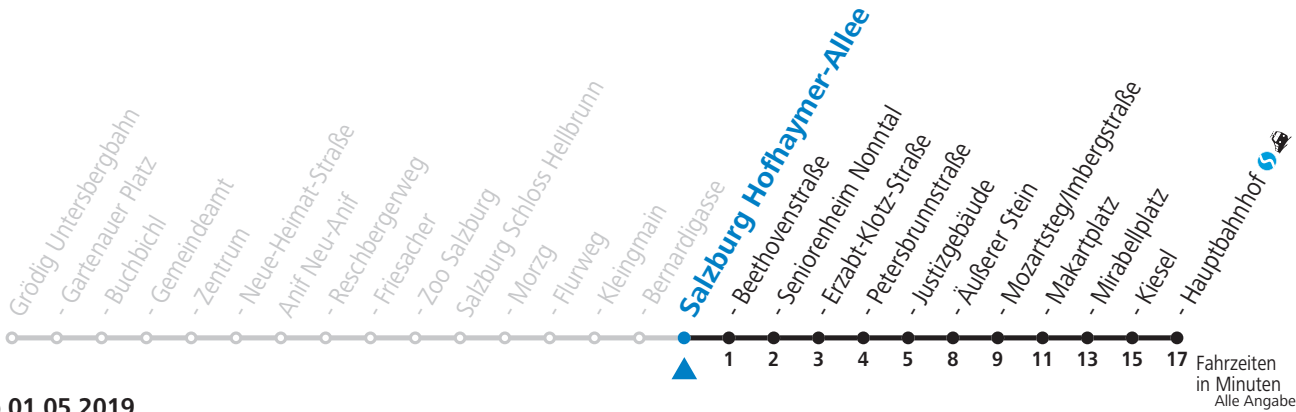 Grödig Untersbergbahn
- Gartenauer Platz
- Buchbichl
- Gemeindeamt
- Zentrum
- Neue-Heimat-Straße
Anif Neu-Anif
- Reschbergerweg
- Friesacher
- Zoo Salzburg
Salzburg Schloss Hellbrunn
- Morzg
- Flurweg
- Kleingmain
- Bernardigasse
Salzburg Hofhaymer-Allee
- Beethovenstraße
- Seniorenheim Nonntal
- Erzabt-Klotz-Straße
- Petersbrunnstraße
- Justizgebäude
- Äußerer Stein
- Mozartsteg/Imbergstraße
- Makartplatz
- Mirabellplatz
- Kiesel
- Hauptbahnhof S
1 2 3 4 5 8 9 11 13 15 17
Fahrzeiten
in Minuten
Alle Angabe
01.05.2019